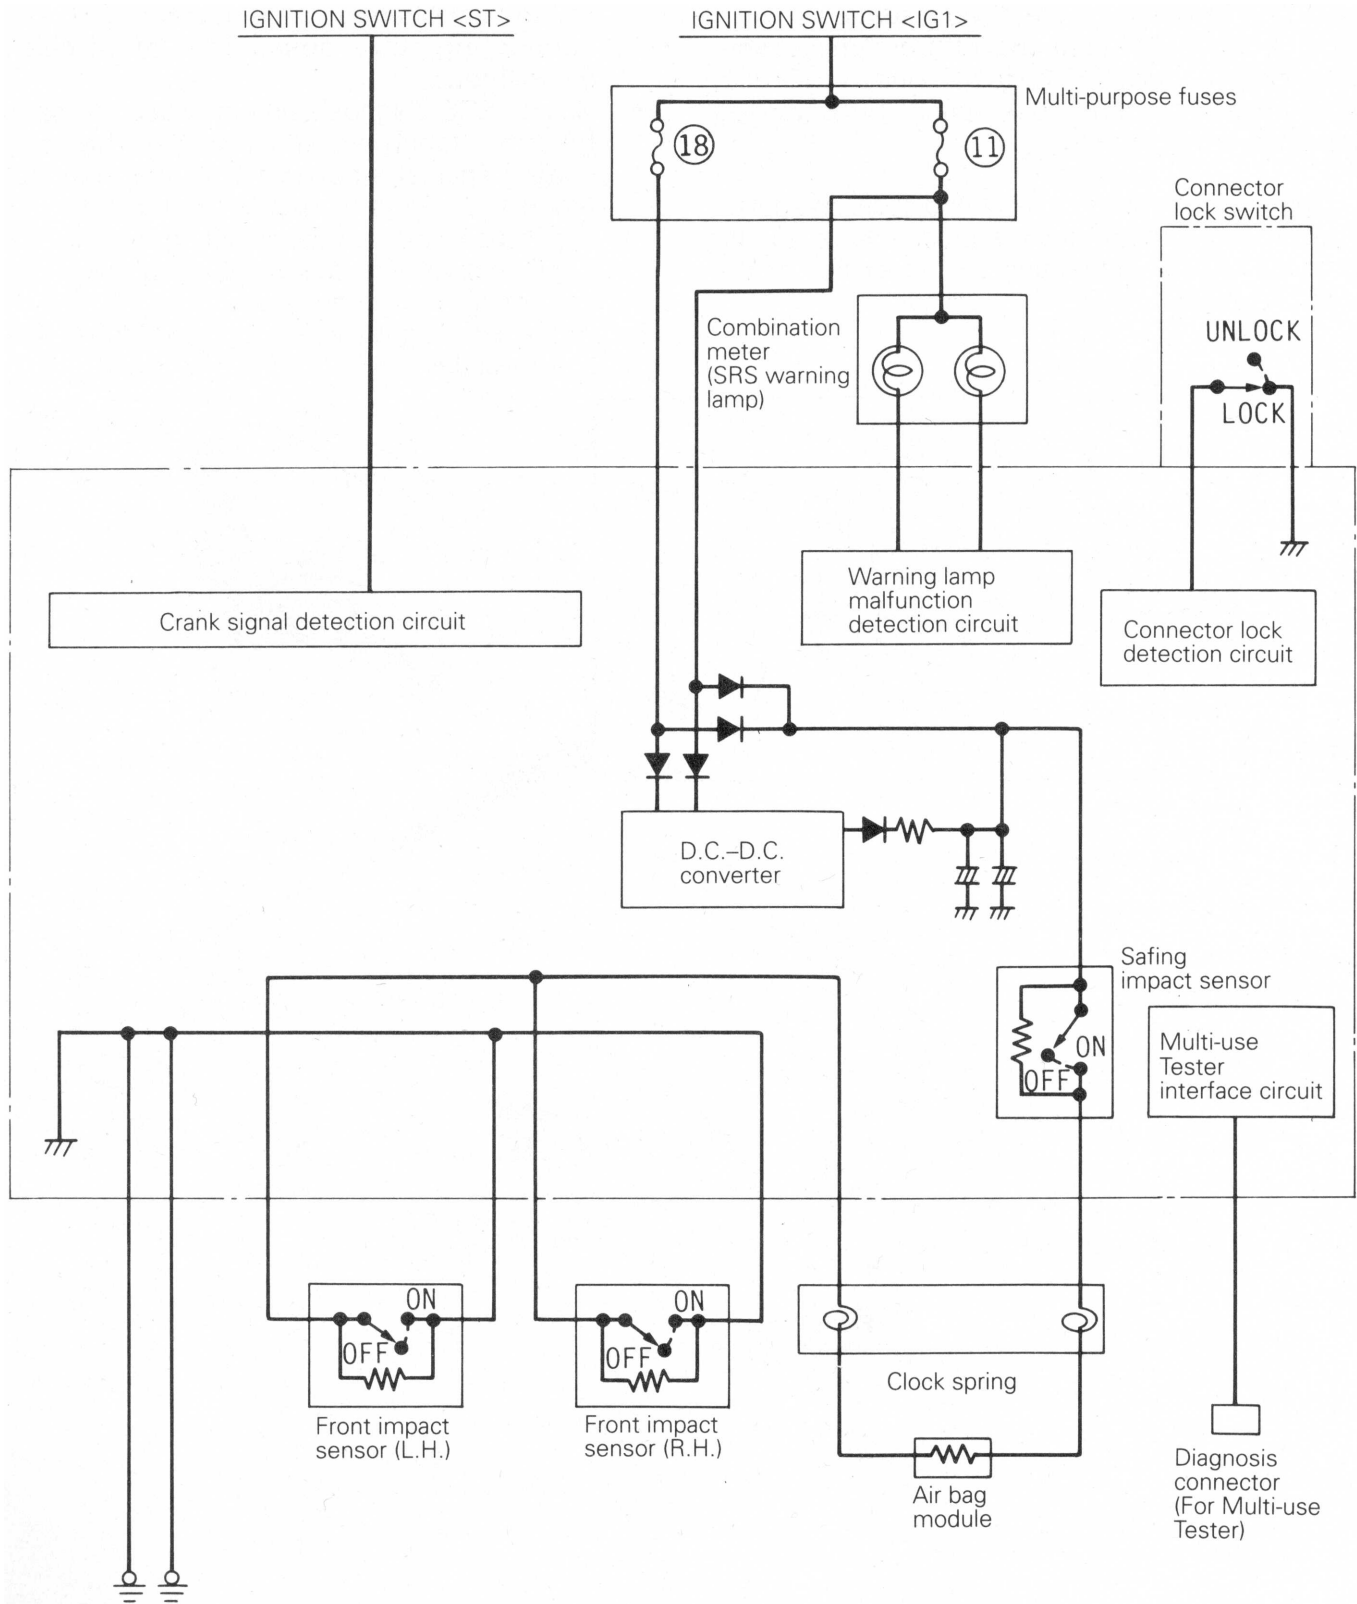 IGNITION SWITCH <ST>
IGNITION SWITCH <IG1>
Multi-purpose fuses
18
11
Connector
lock switch
UNLOCK
LOCK
Combination
meter
(SRS warning
lamp)
Warning lamp
malfunction
detection circuit
Crank signal detection circuit
Connector lock
detection circuit
D.C.–D.C.
converter
Safing
impact sensor
ON
OFF
Multi-use
Tester
interface circuit
ON
OFF
Front impact
sensor (L.H.)
ON
OFF
Front impact
sensor (R.H.)
Clock spring
Air bag
module
Diagnosis
connector
(For Multi-use
Tester)